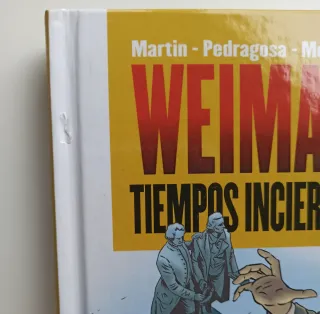 Martin - Pedragosa - Mo
WEIMA
TIEMPOS INCIER